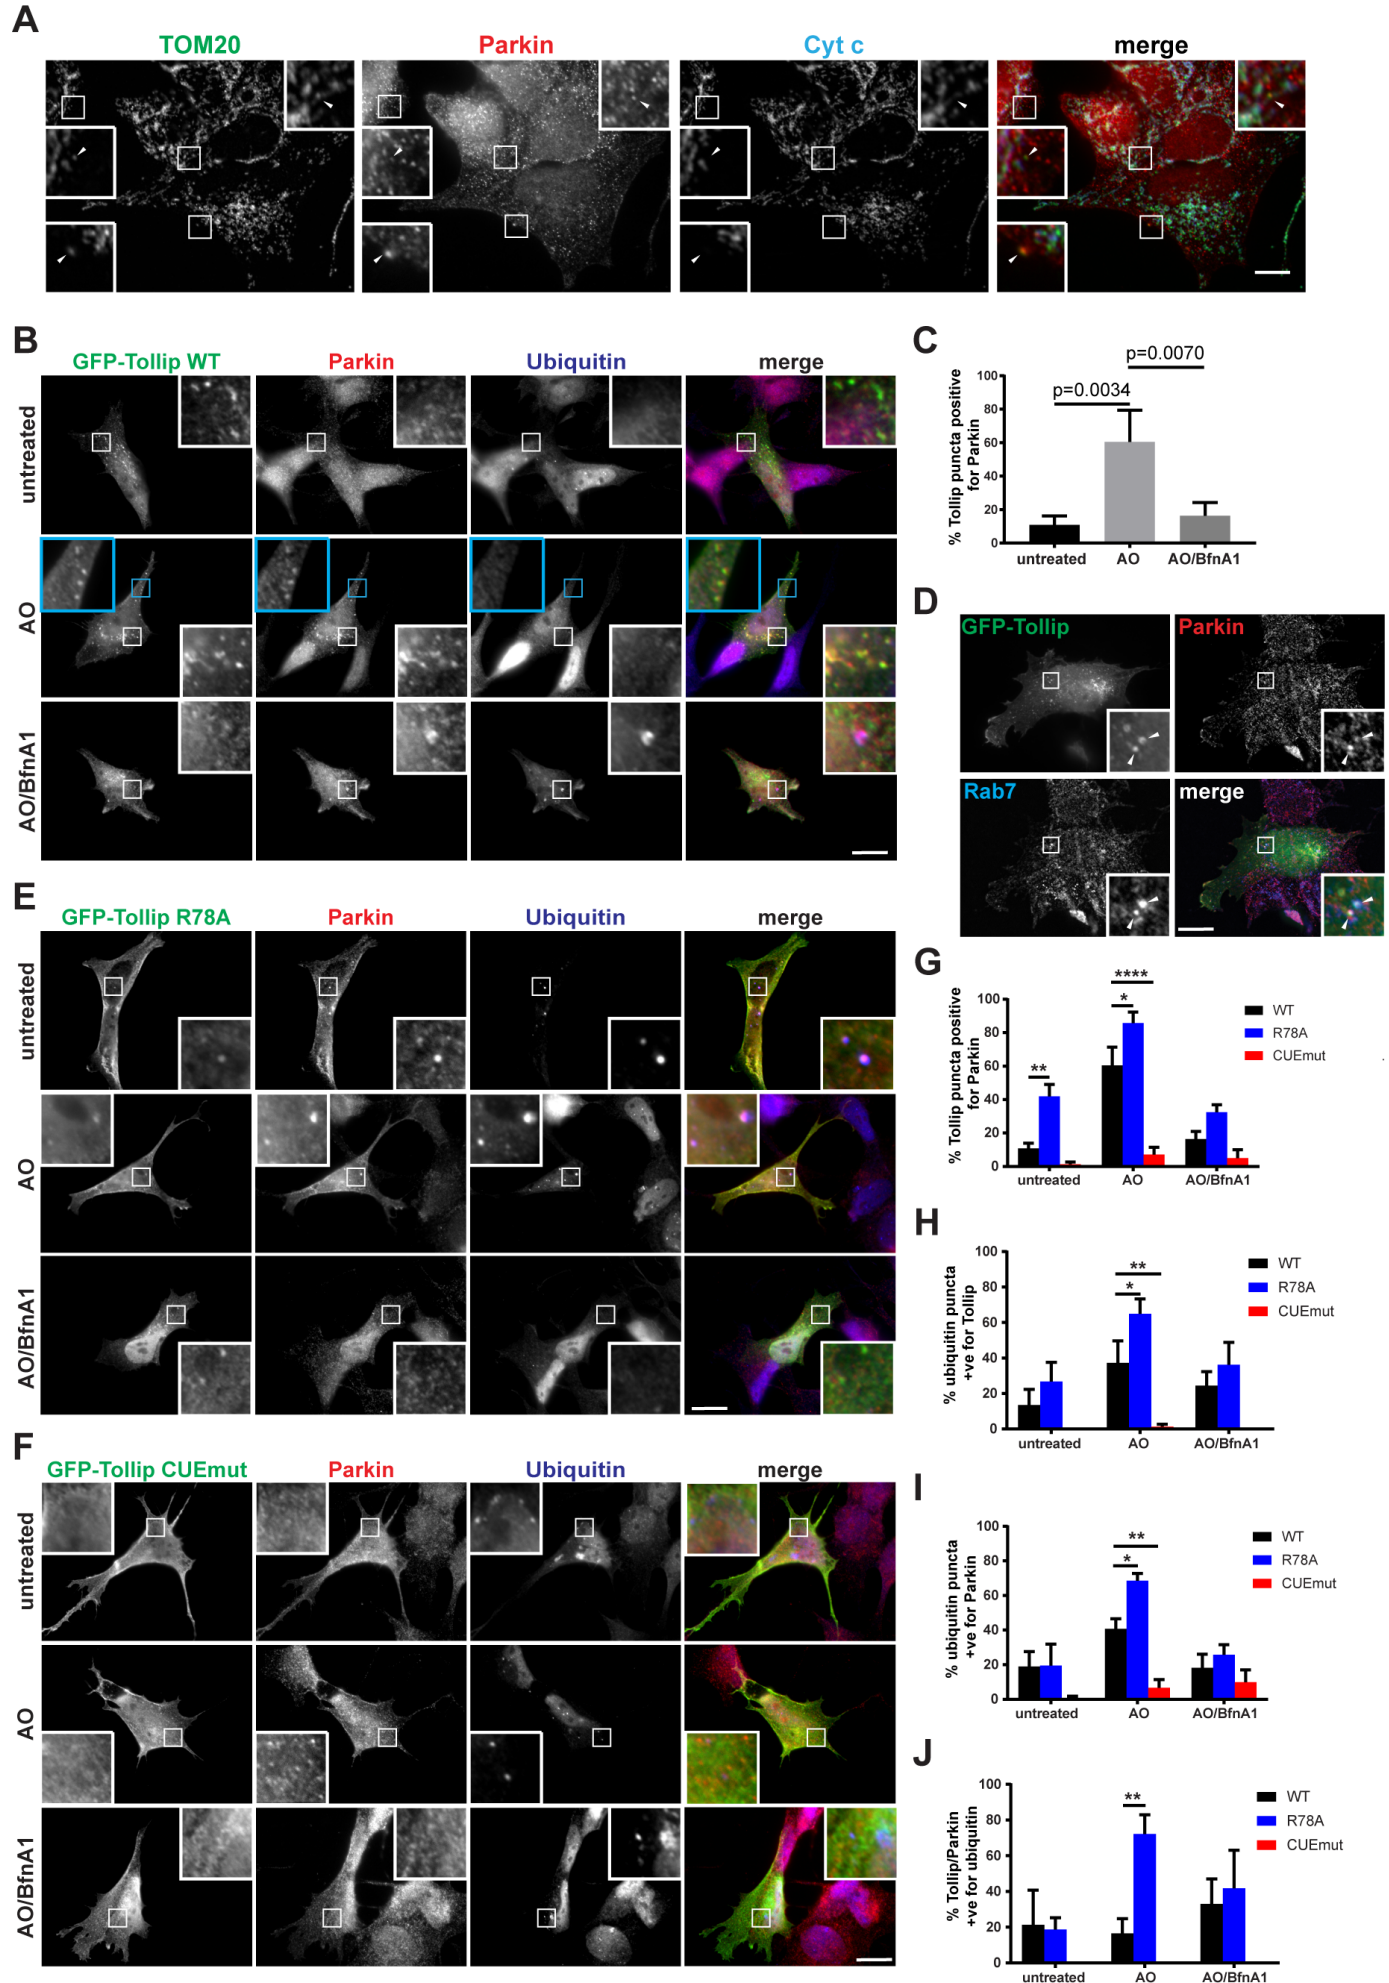 A
TOM20
Parkin
Cyt c
merge
B
GFP-Tollip WT
Parkin
Ubiquitin
merge
untreated
AO
AO/BfnA1
C
p=0.0070
p=0.0034
% Tollip puncta positive
for Parkin
100
80
60
40
20
0
untreated
AO
AO/BfnA1
D
GFP-Tollip
Parkin
Rab7
merge
E
GFP-Tollip R78A
Parkin
Ubiquitin
merge
untreated
AO
AO/BfnA1
F
GFP-Tollip CUEmut
Parkin
Ubiquitin
merge
untreated
AO
AO/BfnA1
G
% Tollip puncta positive
for Parkin
100
80
60
40
20
0
**
****
*
untreated
AO
AO/BfnA1
WT
R78A
CUEmut
H
% ubiquitin puncta
+ve for Tollip
100
80
60
40
20
0
**
*
untreated
AO
AO/BfnA1
WT
R78A
CUEmut
I
% ubiquitin puncta
+ve for Parkin
100
80
60
40
20
0
**
*
untreated
AO
AO/BfnA1
WT
R78A
CUEmut
J
% Tollip/Parkin
+ve for ubiquitin
100
80
60
40
20
0
**
untreated
AO
AO/BfnA1
WT
R78A
CUEmut